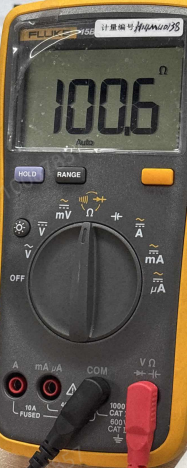 FLUKE 15B
计量编号
Ω
100.6
Auto
HOLD RANGE
mV
Ω
V
A
V
mA
OFF
μA
A mA μA COM VΩ
10A
FUSED
1000
CAT
600
CAT